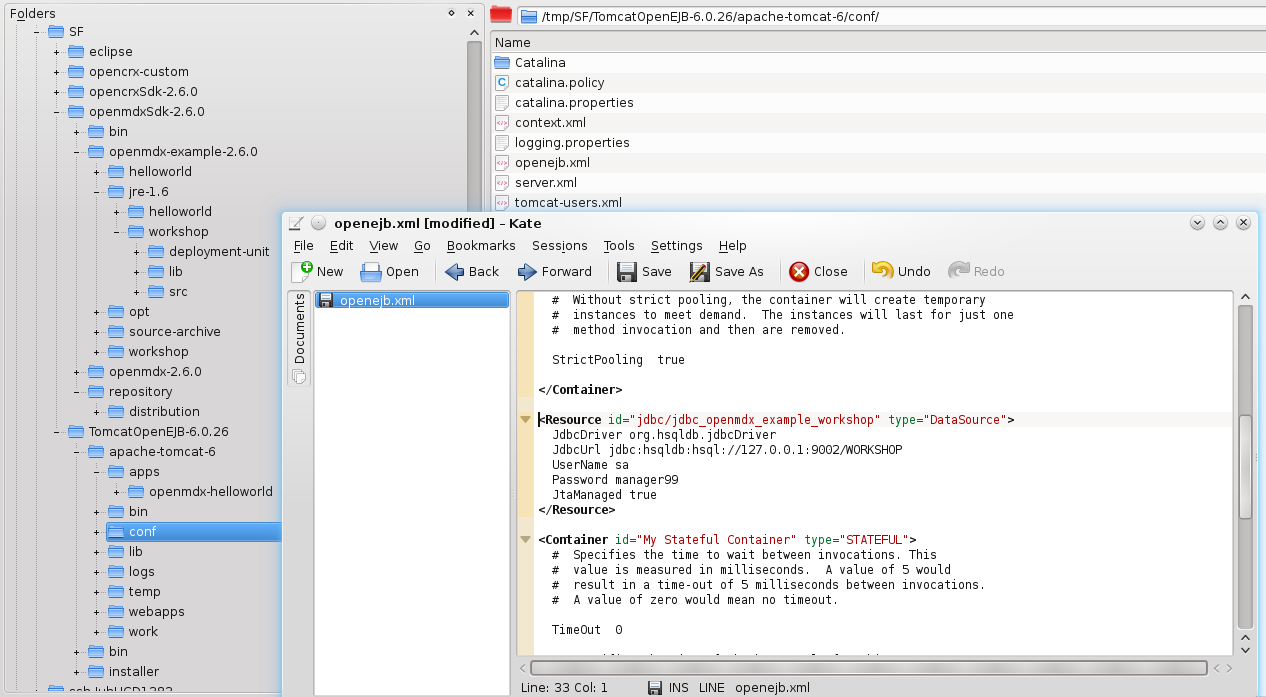 Folders
SF
eclipse
opencrx-custom
opencrxSdk-2.6.0
openmdxSdk-2.6.0
bin
openmdx-example-2.6.0
helloworld
jre-1.6
helloworld
workshop
deployment-unit
lib
src
opt
source-archive
workshop
openmdx-2.6.0
repository
distribution
TomcatOpenEJB-6.0.26
apache-tomcat-6
apps
openmdx-helloworld
bin
conf
lib
logs
temp
webapps
work
bin
installer
/tmp/SF/TomcatOpenEJB-6.0.26/apache-tomcat-6/conf/
Name
Catalina
catalina.policy
catalina.properties
context.xml
logging.properties
openejb.xml
server.xml
tomcat-users.xml
openejb.xml [modified] – Kate
File Edit View Go Bookmarks Sessions Tools Settings Help
New Open Back Forward Save Save As Close Undo Redo
Documents
openejb.xml
# Without strict pooling, the container will create temporary
# instances to meet demand. The instances will last for just one
# method invocation and then are removed.
StrictPooling true
</Container>
<Resource id="jdbc/jdbc_openmdx_example_workshop" type="DataSource">
JdbcDriver org.hsqldb.jdbcDriver
JdbcUrl jdbc:hsqldb:hsql://127.0.0.1:9002/WORKSHOP
UserName sa
Password manager99
JtaManaged true
</Resource>
<Container id="My Stateful Container" type="STATEFUL">
# Specifies the time to wait between invocations. This
# value is measured in milliseconds. A value of 5 would
# result in a time-out of 5 milliseconds between invocations.
# A value of zero would mean no timeout.
TimeOut 0
Line: 33 Col: 1 INS LINE openejb.xml